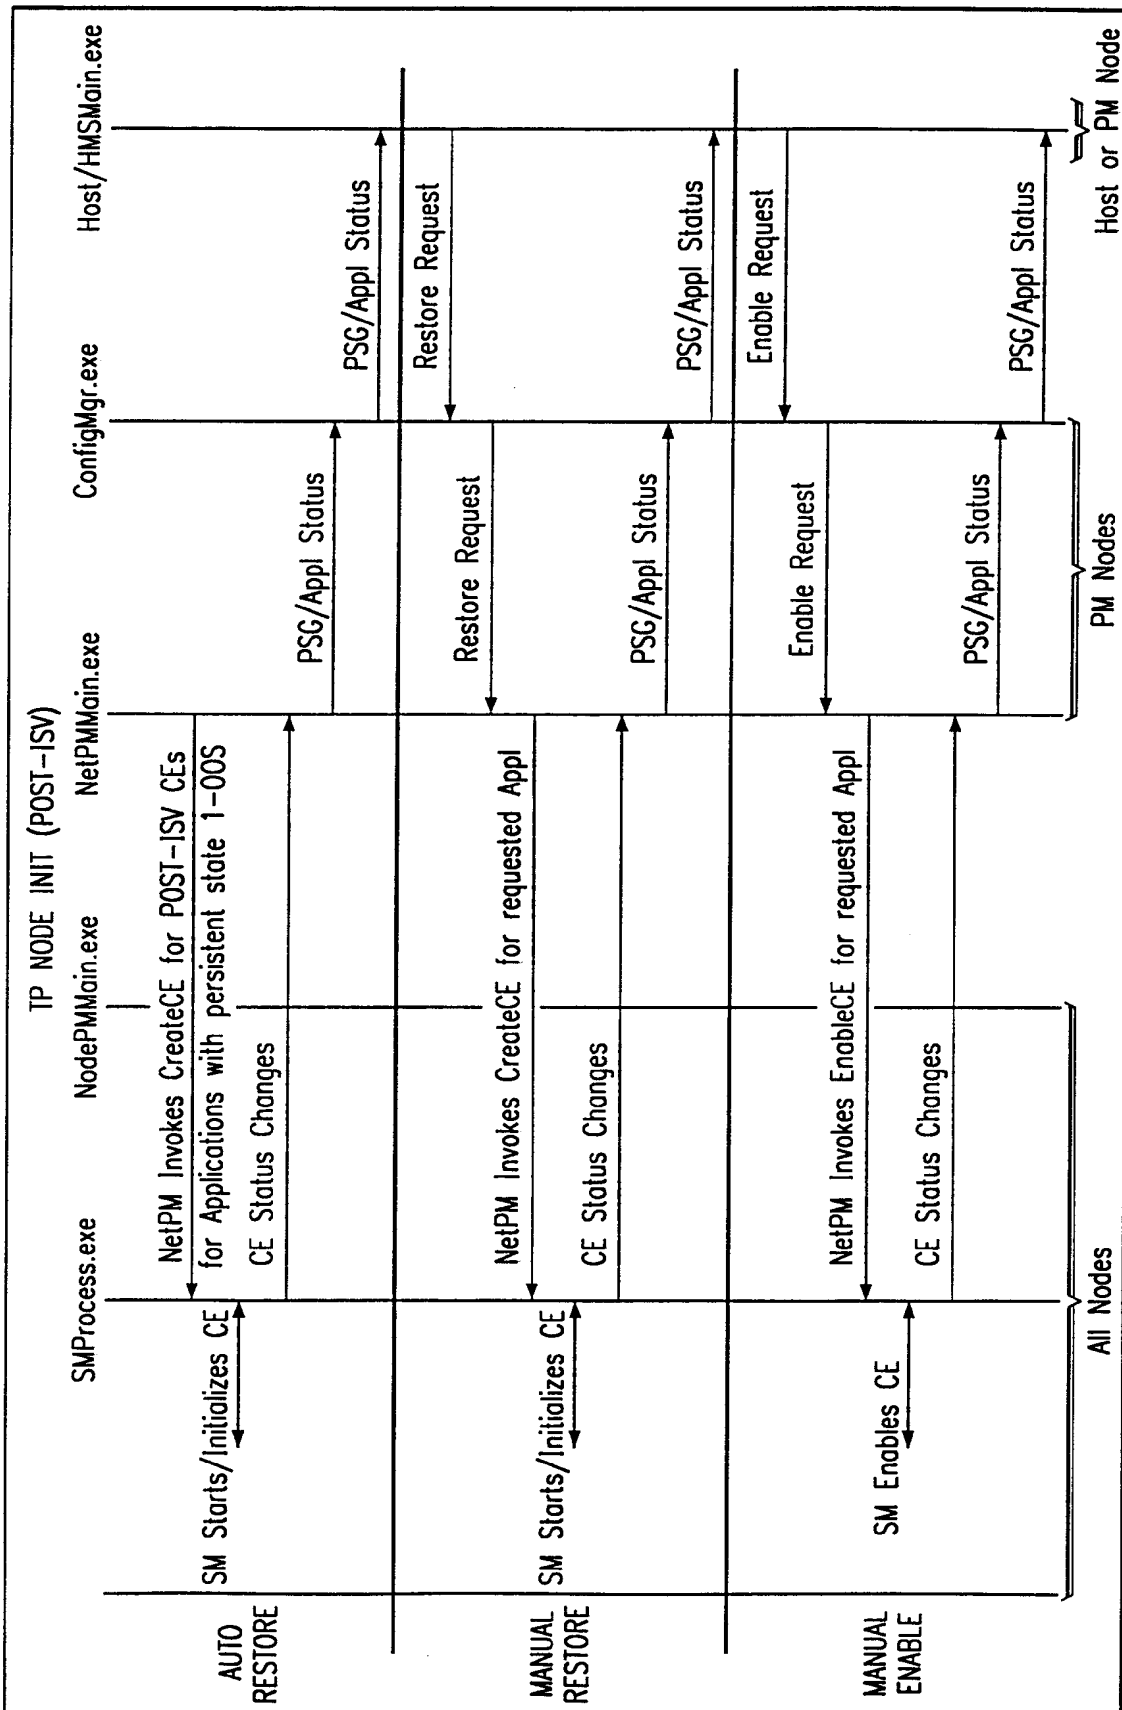 TP NODE INIT (POST-ISV)
SMProcess.exe
NodePMMain.exe
NetPMMain.exe
ConfigMgr.exe
Host/HMSMain.exe
AUTO
RESTORE
NetPM Invokes CreateCE for POST-ISV CEs
for Applications with persistent state 1-OOS
SM Starts/Initializes CE
CE Status Changes
PSG/Appl Status
PSG/Appl Status
MANUAL
RESTORE
Restore Request
Restore Request
NetPM Invokes CreateCE for requested Appl
SM Starts/Initializes CE
CE Status Changes
PSG/Appl Status
PSG/Appl Status
MANUAL
ENABLE
Enable Request
Enable Request
NetPM Invokes EnableCE for requested Appl
SM Enables CE
CE Status Changes
PSG/Appl Status
PSG/Appl Status
All Nodes
PM Nodes
Host or PM Node